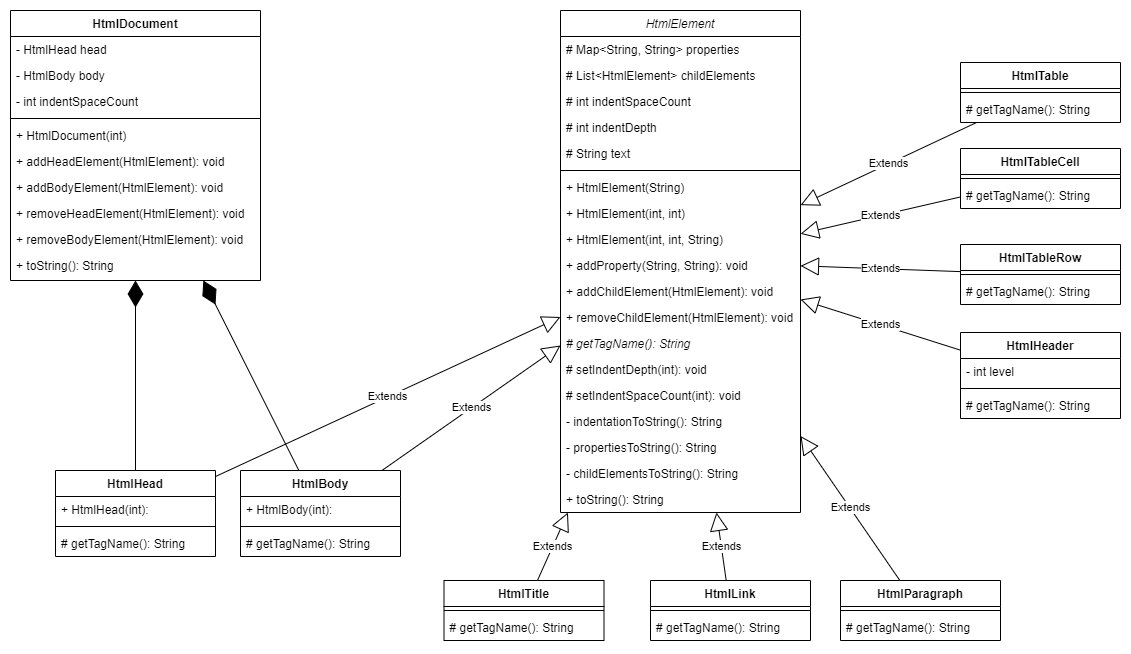 HtmlDocument
- HtmlHead head
- HtmlBody body
- int indentSpaceCount
+ HtmlDocument(int)
+ addHeadElement(HtmlElement): void
+ addBodyElement(HtmlElement): void
+ removeHeadElement(HtmlElement): void
+ removeBodyElement(HtmlElement): void
+ toString(): String
HtmlElement
# Map<String, String> properties
# List<HtmlElement> childElements
# int indentSpaceCount
# int indentDepth
# String text
+ HtmlElement(String)
+ HtmlElement(int, int)
+ HtmlElement(int, int, String)
+ addProperty(String, String): void
+ addChildElement(HtmlElement): void
+ removeChildElement(HtmlElement): void
# getTagName(): String
# setIndentDepth(int): void
# setIndentSpaceCount(int): void
- indentationToString(): String
- propertiesToString(): String
- childElementsToString(): String
+ toString(): String
HtmlTable
# getTagName(): String
Extends
HtmlTableCell
# getTagName(): String
Extends
HtmlTableRow
# getTagName(): String
Extends
HtmlHeader
- int level
# getTagName(): String
Extends
Extends
Extends
HtmlHead
+ HtmlHead(int):
# getTagName(): String
HtmlBody
+ HtmlBody(int):
# getTagName(): String
Extends
Extends
Extends
HtmlTitle
# getTagName(): String
HtmlLink
# getTagName(): String
HtmlParagraph
# getTagName(): String